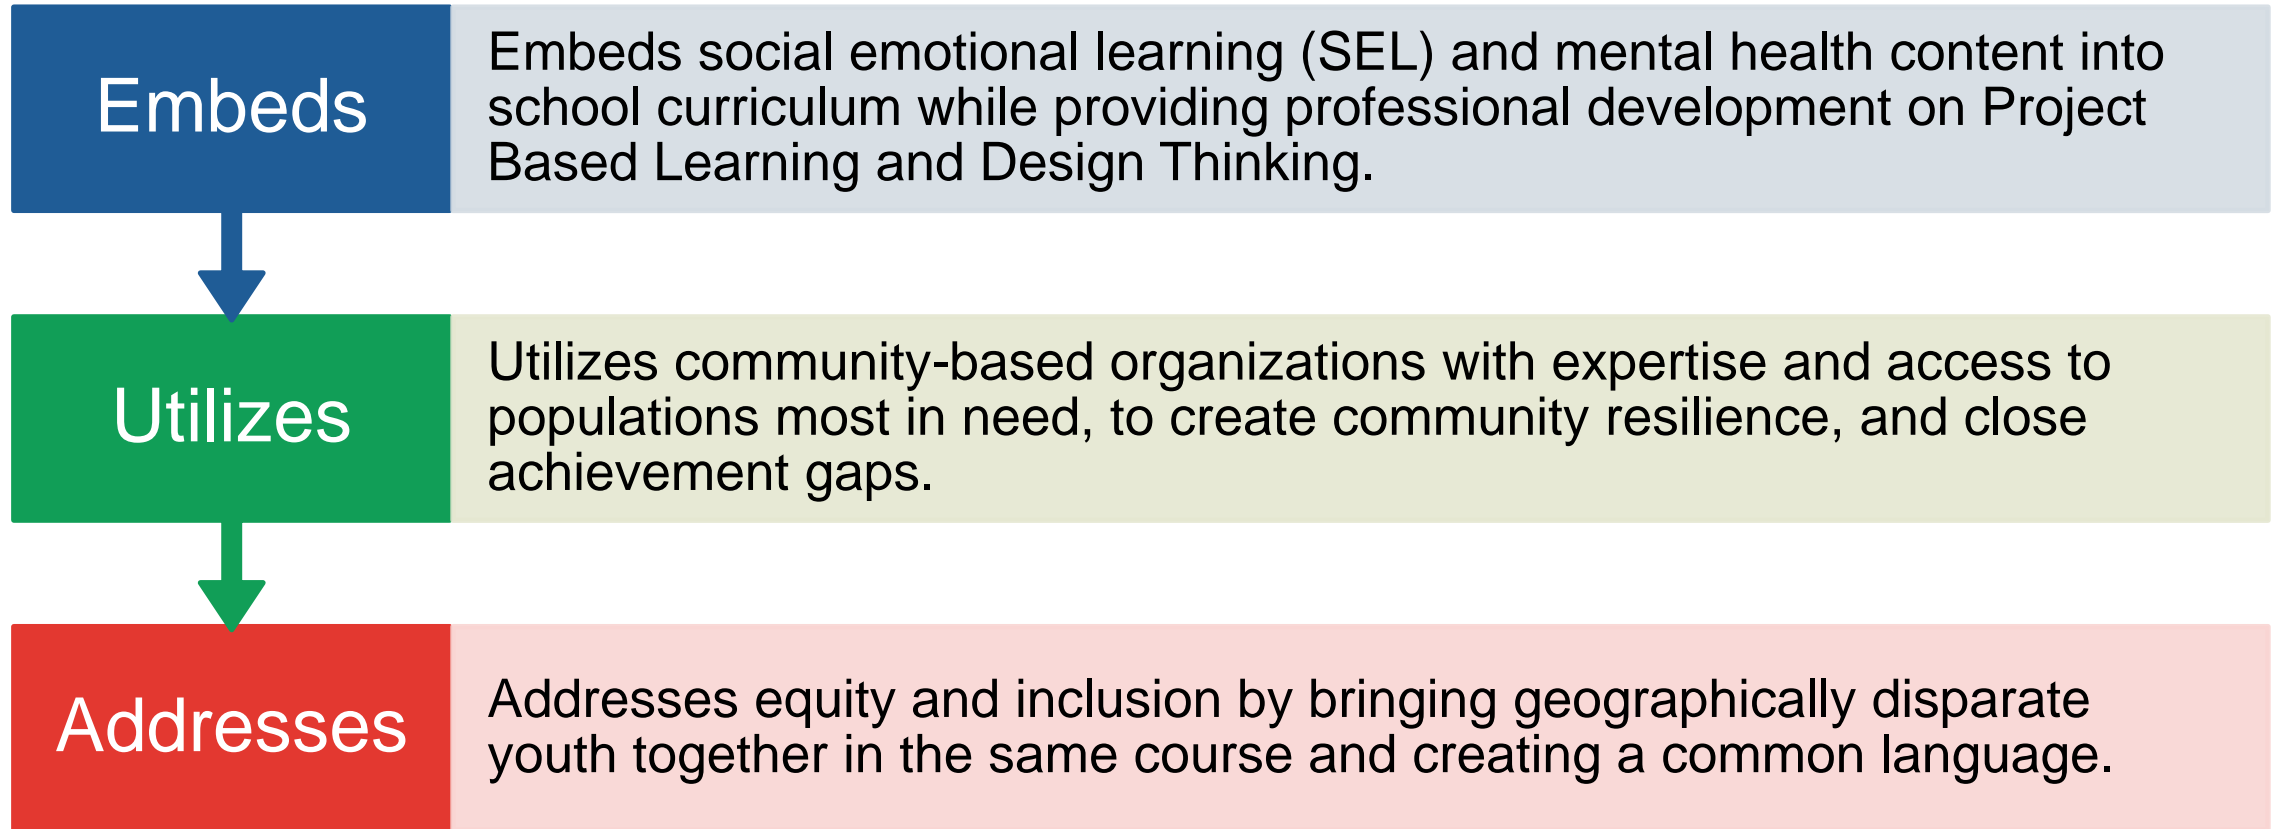 Embeds
Embeds social emotional learning (SEL) and mental health content into
school curriculum while providing professional development on Project
Based Learning and Design Thinking.
Utilizes
Utilizes community-based organizations with expertise and access to
populations most in need, to create community resilience, and close
achievement gaps.
Addresses
Addresses equity and inclusion by bringing geographically disparate
youth together in the same course and creating a common language.